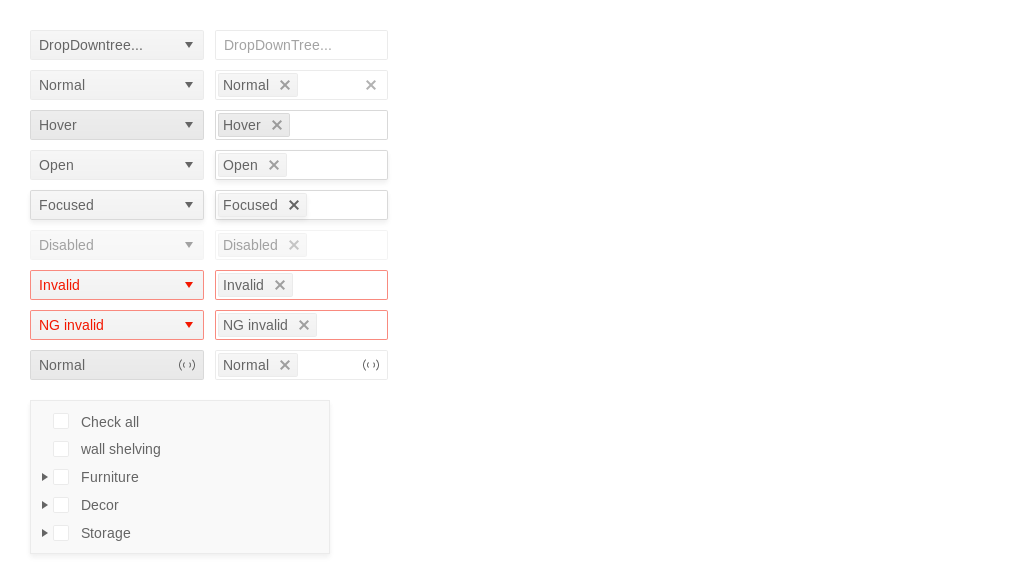 DropDowntree... DropDownTree...
Normal Normal
Hover Hover
Open Open
Focused Focused
Disabled Disabled
Invalid Invalid
NG invalid NG invalid
Normal Normal
Check all
wall shelving
Furniture
Decor
Storage